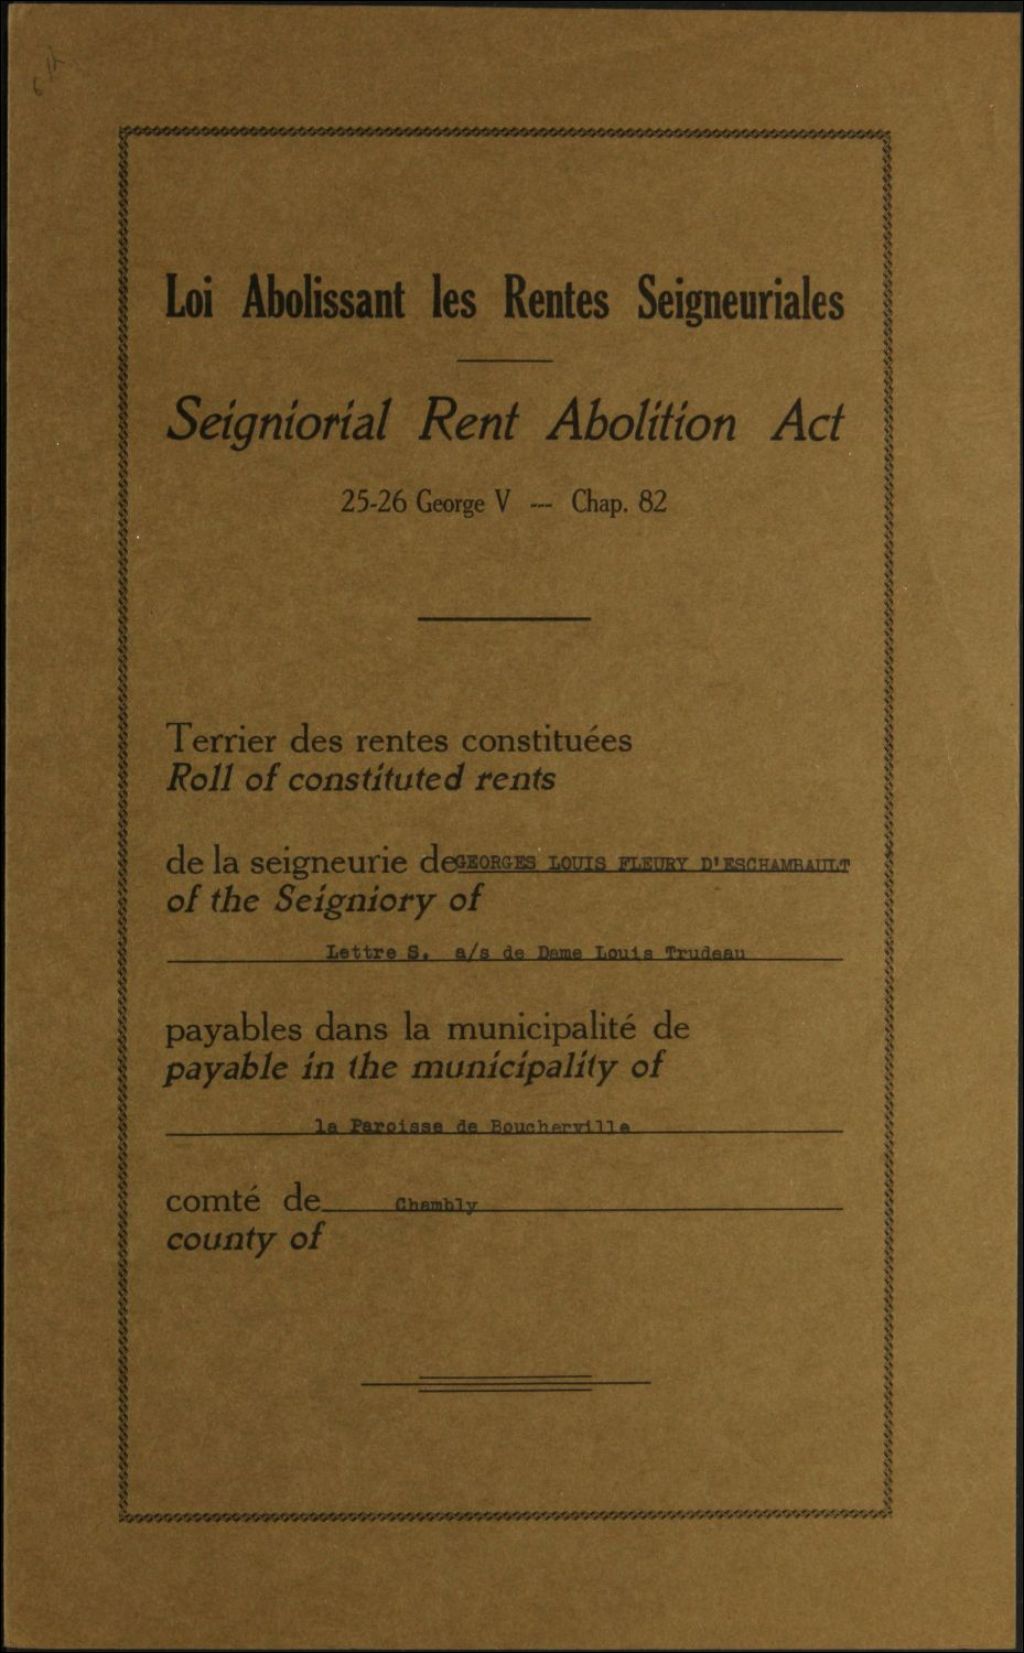 Loi Abolissant les Rentes Seigneuriales
Seigniorial Rent Abolition Act
25-26 George V --- Chap. 82
Terrier des rentes constituées
Roll of constituted rents
de la seigneurie de GEORGES LOUIS FLEURY D'ESCHAMBAULT
of the Seigniory of
Lettre S. a/s de Dame Louis Trudeau
payables dans la municipalité de
payable in the municipality of
la Paroisse de Boucherville
comté de Chambly
county of